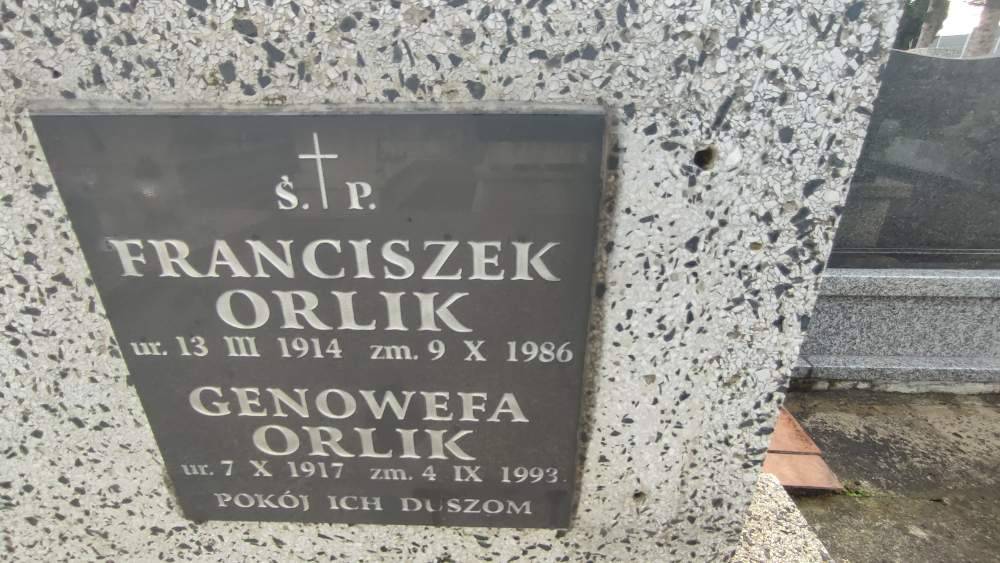 Ś. P.
FRANCISZEK
ORLIK
ur. 13 III 1914 zm. 9 X 1986
GENOWEFA
ORLIK
ur. 7 X 1917 zm. 4 IX 1993
POKÓJ ICH DUSZOM